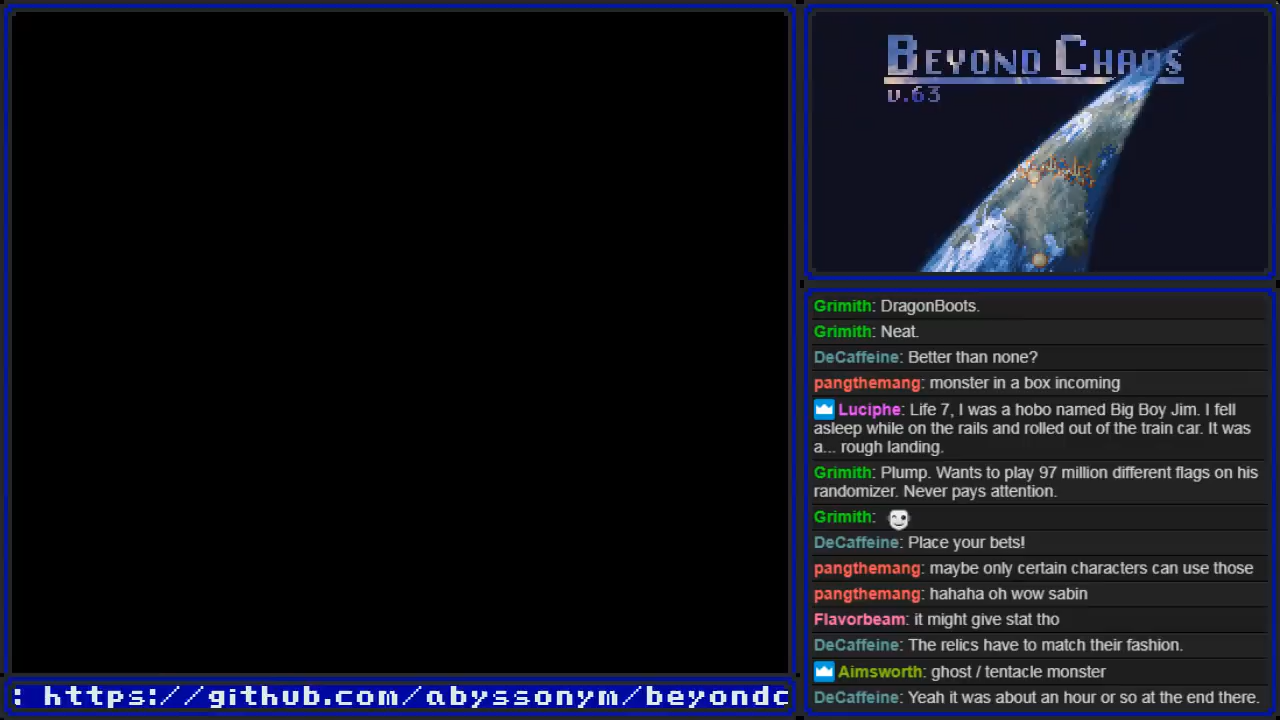 BEYOND CHAOS
v.63
Grimith: DragonBoots.
Grimith: Neat.
DeCaffeine: Better than none?
pangthemang: monster in a box incoming
Luciphe: Life 7, I was a hobo named Big Boy Jim. I fell
asleep while on the rails and rolled out of the train car. It was
a... rough landing.
Grimith: Plump. Wants to play 97 million different flags on his
randomizer. Never pays attention.
Grimith:
DeCaffeine: Place your bets!
pangthemang: maybe only certain characters can use those
pangthemang: hahaha oh wow sabin
Flavorbeam: it might give stat tho
DeCaffeine: The relics have to match their fashion.
Aimsworth: ghost / tentacle monster
DeCaffeine: Yeah it was about an hour or so at the end there.
: https://github.com/abyssonym/beyondc